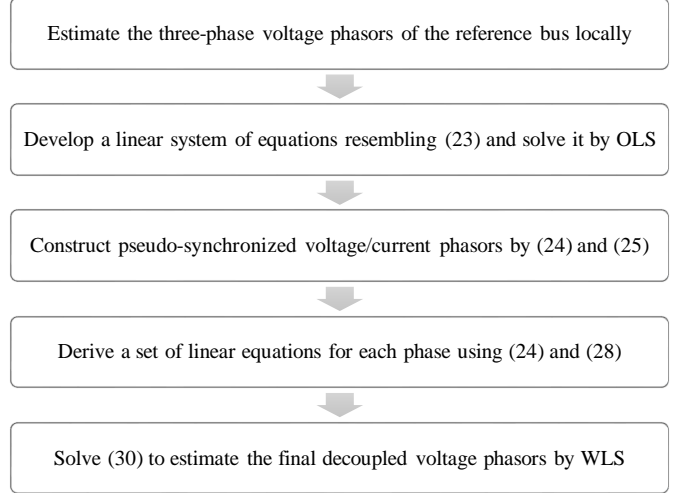 Estimate the three-phase voltage phasors of the reference bus locally
Develop a linear system of equations resembling (23) and solve it by OLS
Construct pseudo-synchronized voltage/current phasors by (24) and (25)
Derive a set of linear equations for each phase using (24) and (28)
Solve (30) to estimate the final decoupled voltage phasors by WLS